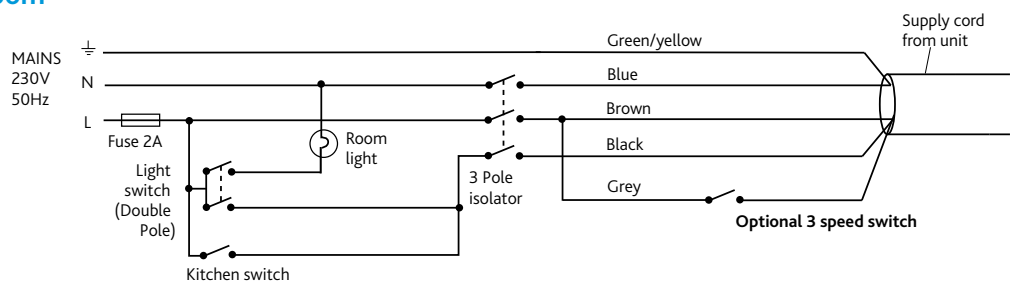 MAINS
230V
50Hz
N
L
Fuse 2A
Light
switch
(Double
Pole)
Kitchen switch
Room
light
3 Pole
isolator
Green/yellow
Blue
Brown
Black
Grey
Optional 3 speed switch
Supply cord
from unit